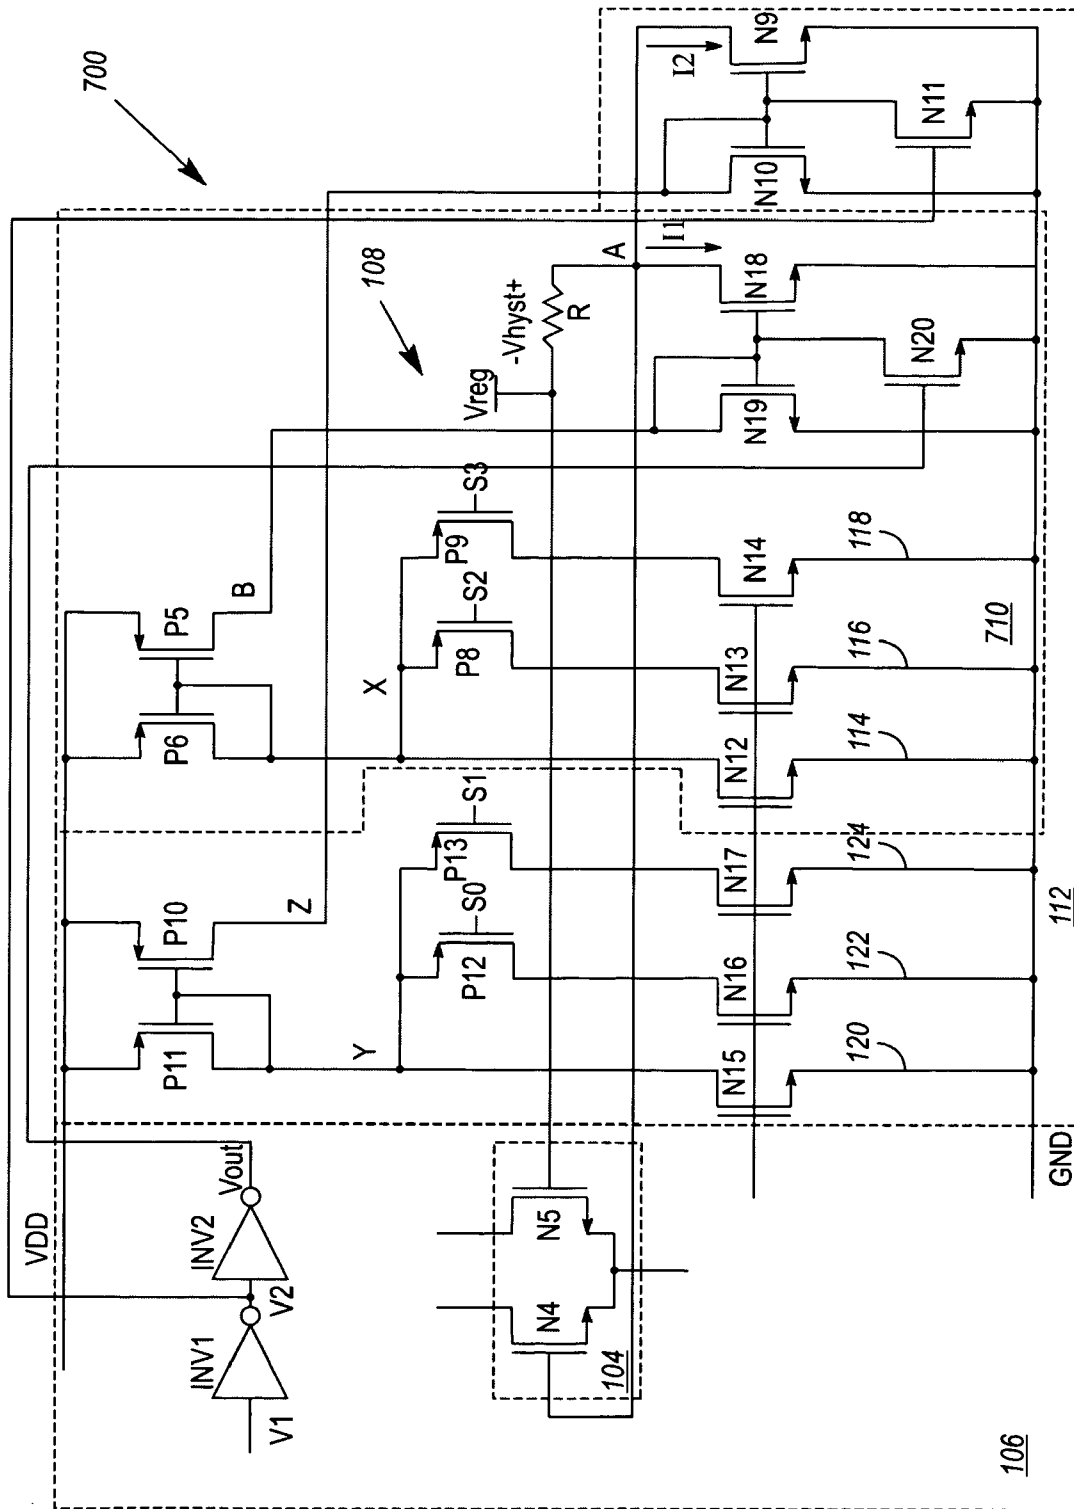 700
VDD
INV1
INV2
V1
V2
Vout
P11
P10
P6
P5
Y
Z
X
B
108
Vreg
-Vhyst+
R
A
P12
S0
P13
S1
P8
S2
P9
S3
104
N4
N5
I1
I2
N15
N16
N17
N12
N13
N14
N19
N18
N20
N10
N9
N11
120
122
124
114
116
118
710
112
GND
106